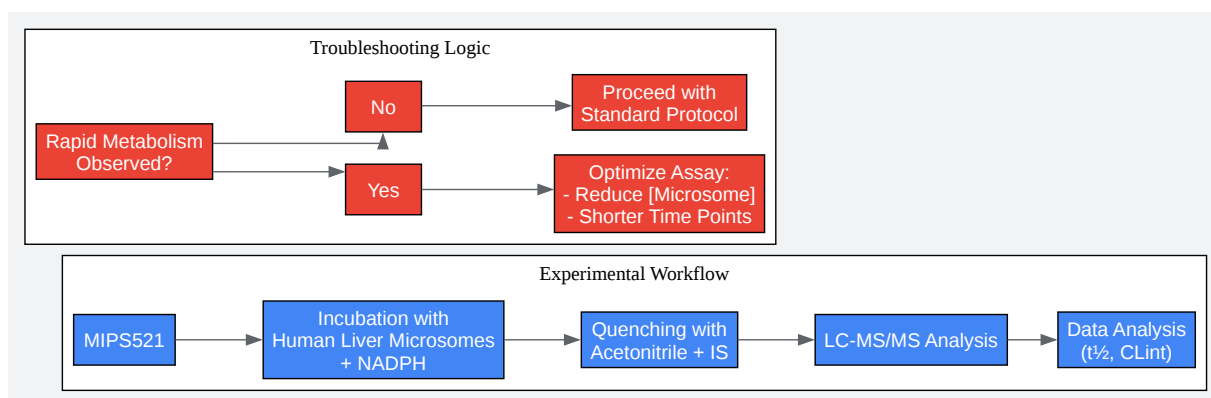 Troubleshooting Logic
Rapid Metabolism
Observed?
No
Proceed with
Standard Protocol
Yes
Optimize Assay:
- Reduce [Microsome]
- Shorter Time Points
Experimental Workflow
MIPS521
Incubation with
Human Liver Microsomes
+ NADPH
Quenching with
Acetonitrile + IS
LC-MS/MS Analysis
Data Analysis
(t½, CLint)